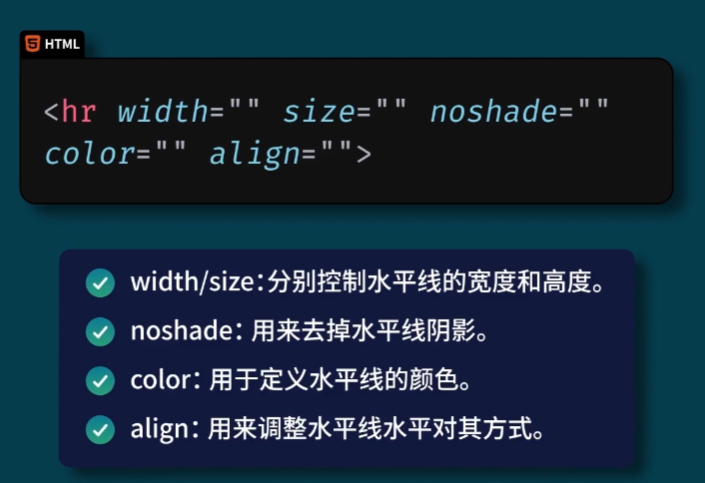 HTML
<hr width="" size="" noshade=""
color="" align="">
width/size:分别控制水平线的宽度和高度。
noshade: 用来去掉水平线阴影。
color: 用于定义水平线的颜色。
align: 用来调整水平线水平对其方式。